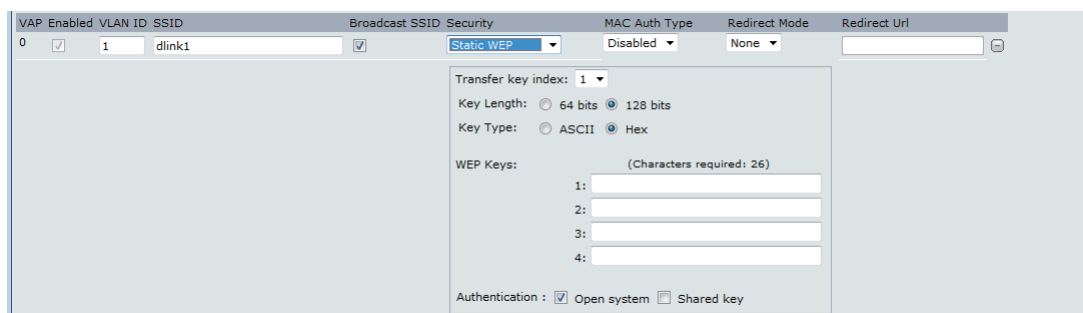 VAP Enabled VLAN ID SSID Broadcast SSID Security MAC Auth Type Redirect Mode Redirect Url
0 1 dlink1 Static WEP Disabled None
Transfer key index: 1
Key Length: 64 bits 128 bits
Key Type: ASCII Hex
WEP Keys: (Characters required: 26)
1:
2:
3:
4:
Authentication : Open system Shared key